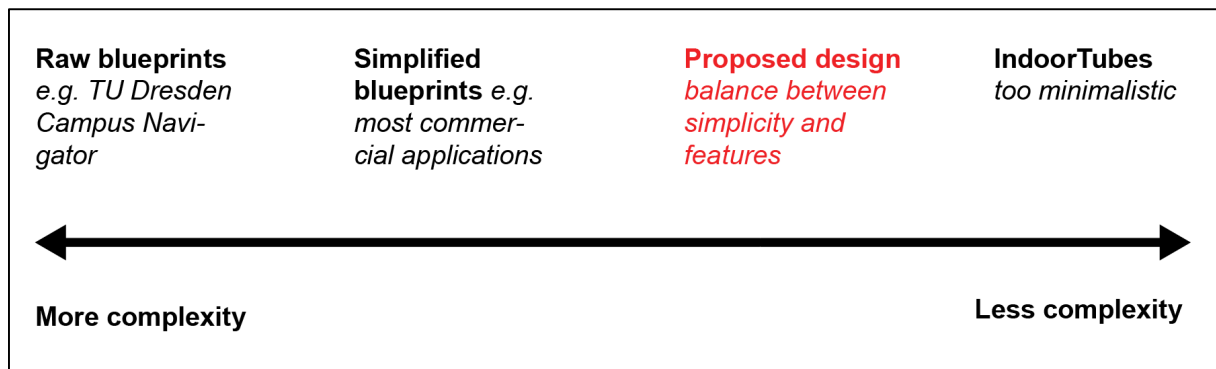 Raw blueprints
e.g. TU Dresden
Campus Navi-
gator
Simplified
blueprints e.g.
most commer-
cial applications
Proposed design
balance between
simplicity and
features
IndoorTubes
too minimalistic
More complexity
Less complexity